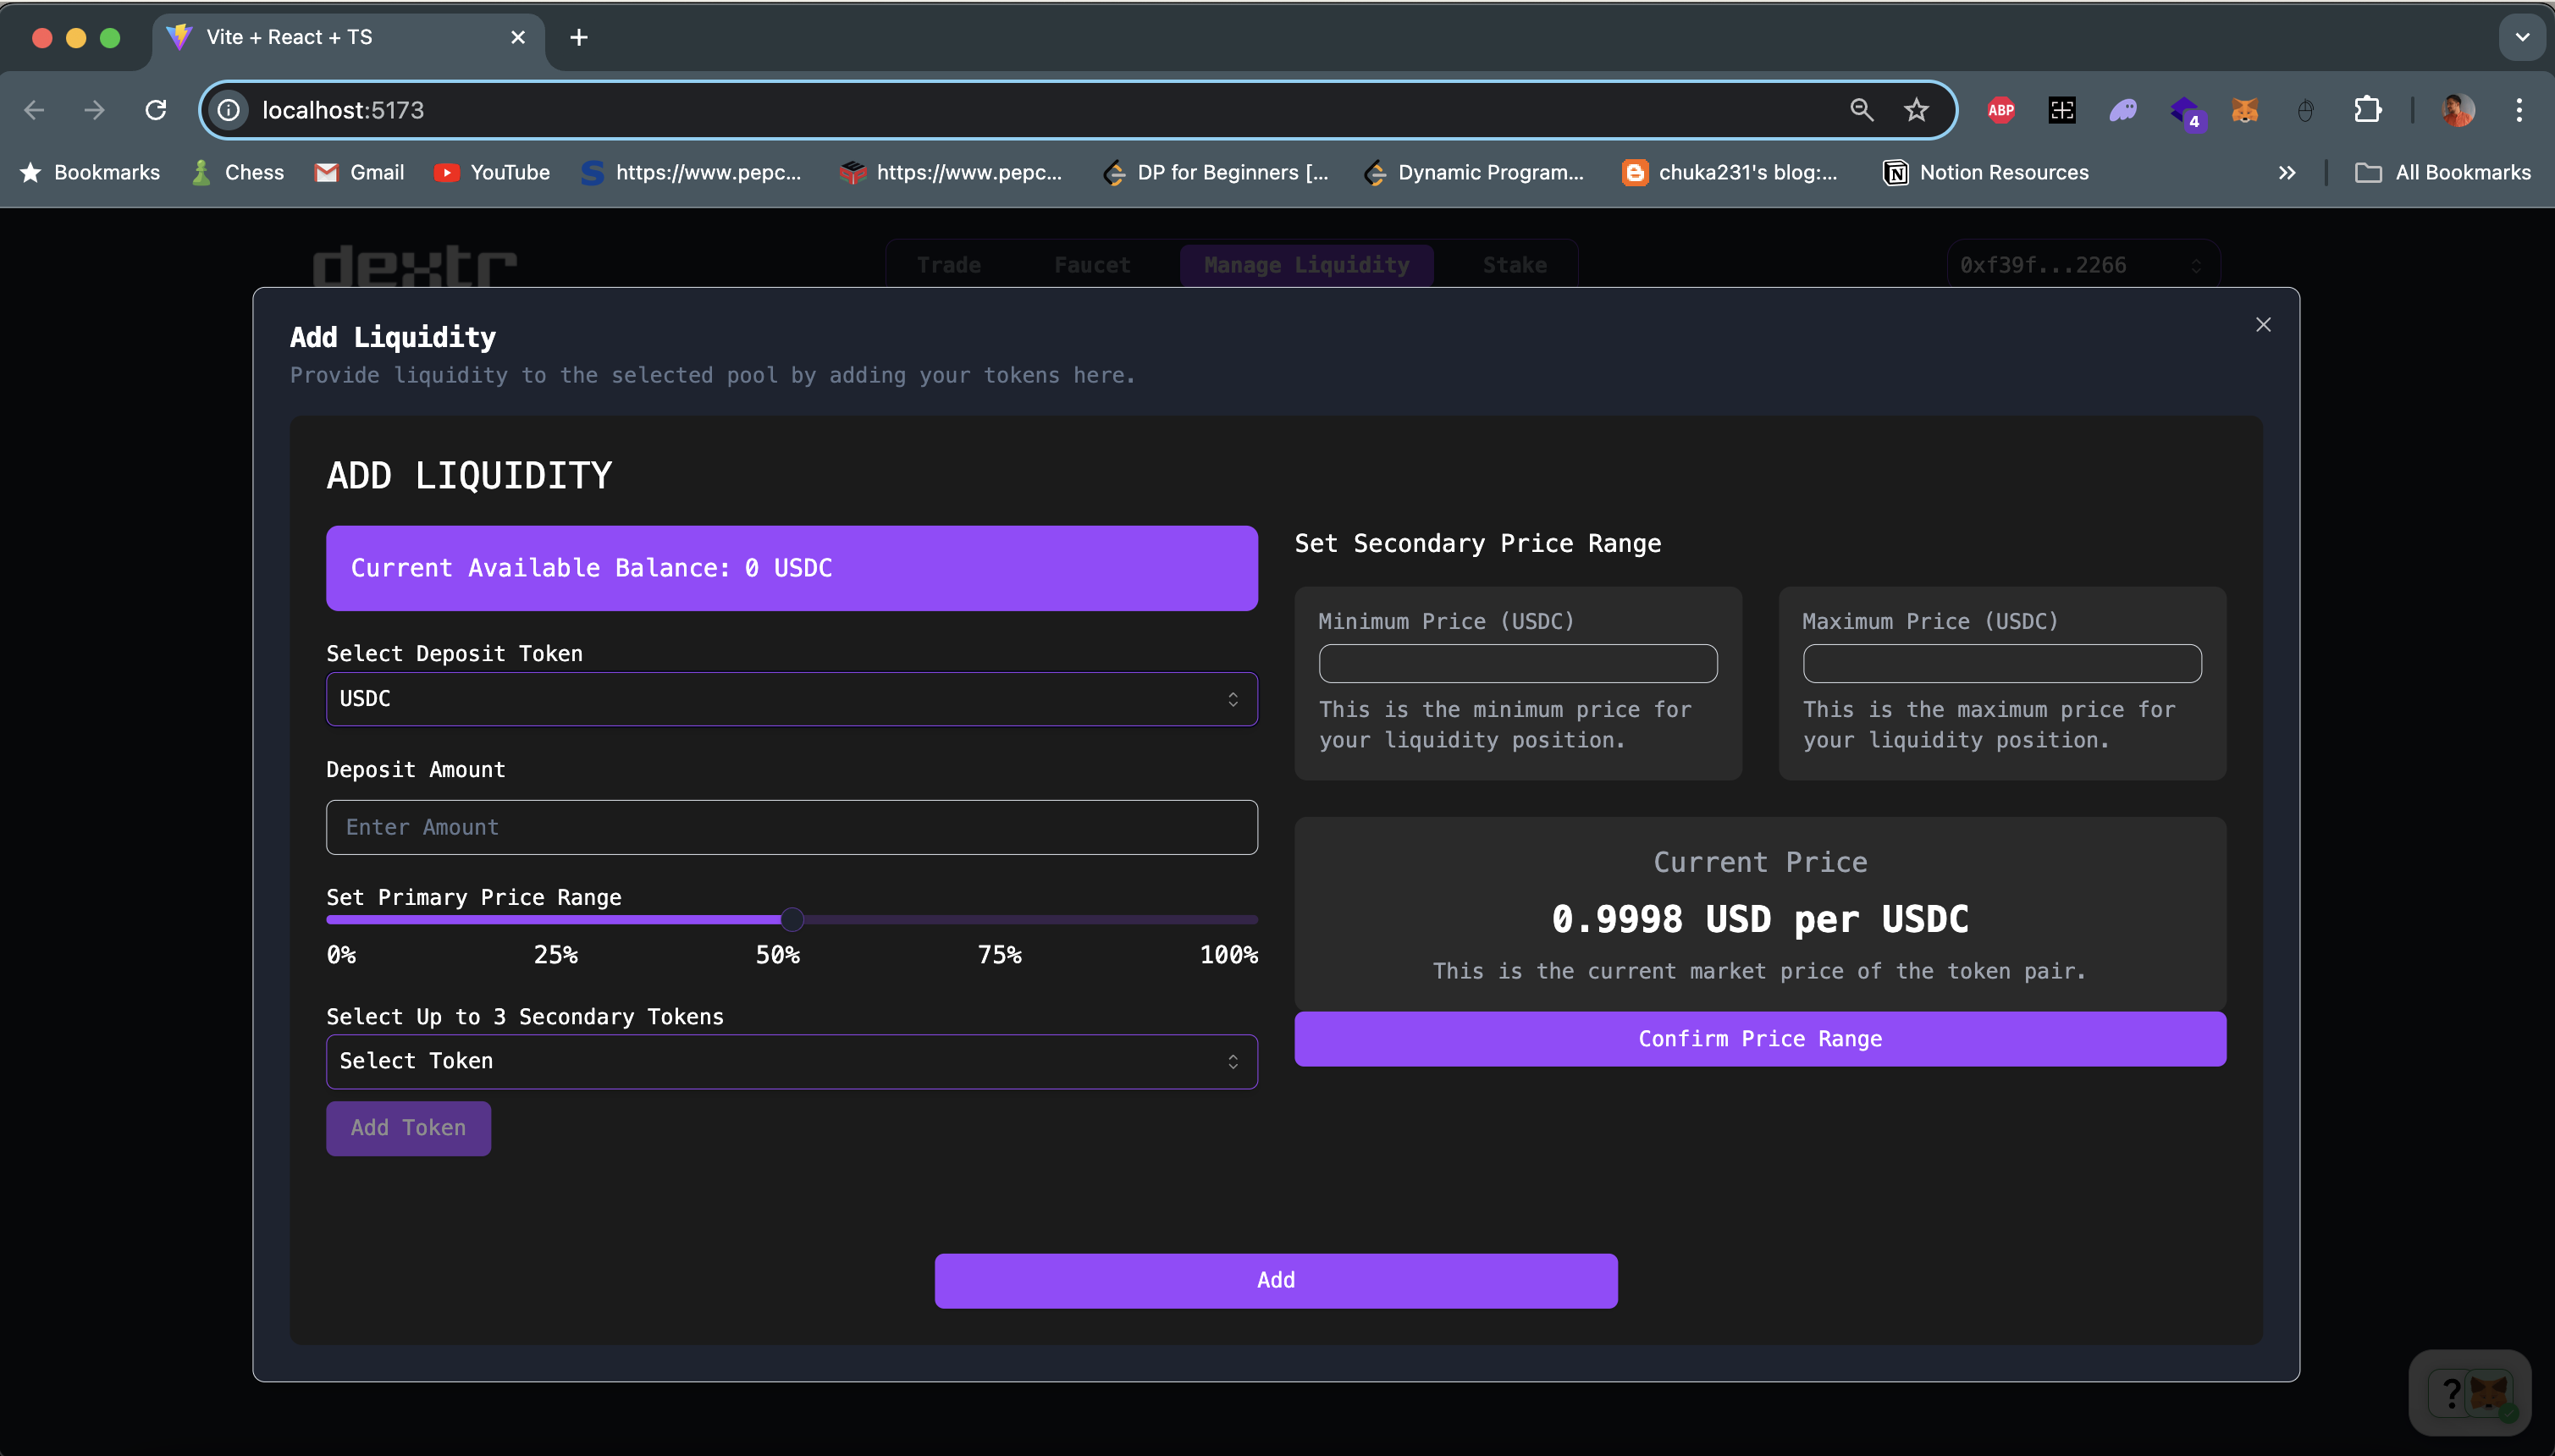 Vite + React + TS
localhost:5173
ABP
4
Bookmarks
Chess
Gmail
YouTube
https://www.pepc...
https://www.pepc...
DP for Beginners [...
Dynamic Program...
chuka231's blog:...
Notion Resources
All Bookmarks
dextr
Trade
Faucet
Manage Liquidity
Stake
0xf39f...2266
Add Liquidity
Provide liquidity to the selected pool by adding your tokens here.
ADD LIQUIDITY
Current Available Balance: 0 USDC
Select Deposit Token
USDC
Deposit Amount
Enter Amount
Set Primary Price Range
0% 25% 50% 75% 100%
Select Up to 3 Secondary Tokens
Select Token
Add Token
Set Secondary Price Range
Minimum Price (USDC)
This is the minimum price for
your liquidity position.
Maximum Price (USDC)
This is the maximum price for
your liquidity position.
Current Price
0.9998 USD per USDC
This is the current market price of the token pair.
Confirm Price Range
Add
?